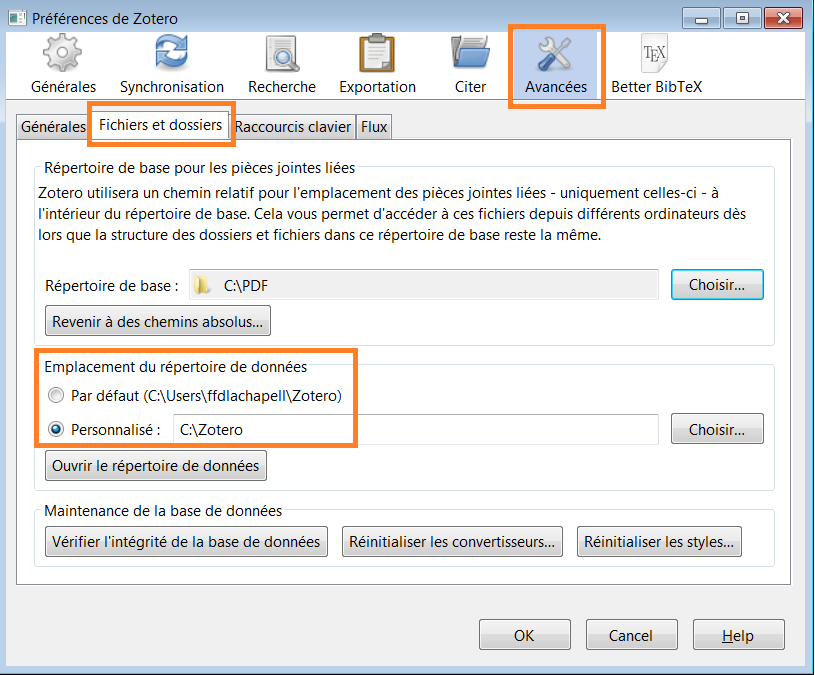 Préférences de Zotero
Générales Synchronisation Recherche Exportation Citer Avancées Better BibTeX
TEX
Générales Fichiers et dossiers Raccourcis clavier Flux
Répertoire de base pour les pièces jointes liées
Zotero utilisera un chemin relatif pour l'emplacement des pièces jointes liées - uniquement celles-ci - à
l'intérieur du répertoire de base. Cela vous permet d'accéder à ces fichiers depuis différents ordinateurs dès
lors que la structure des dossiers et fichiers dans ce répertoire de base reste la même.
Répertoire de base : C:\PDF Choisir...
Revenir à des chemins absolus...
Emplacement du répertoire de données
Par défaut (C:\Users\ffdlachapell\Zotero)
Personnalisé : C:\Zotero Choisir...
Ouvrir le répertoire de données
Maintenance de la base de données
Vérifier l'intégrité de la base de données Réinitialiser les convertisseurs... Réinitialiser les styles...
OK Cancel Help